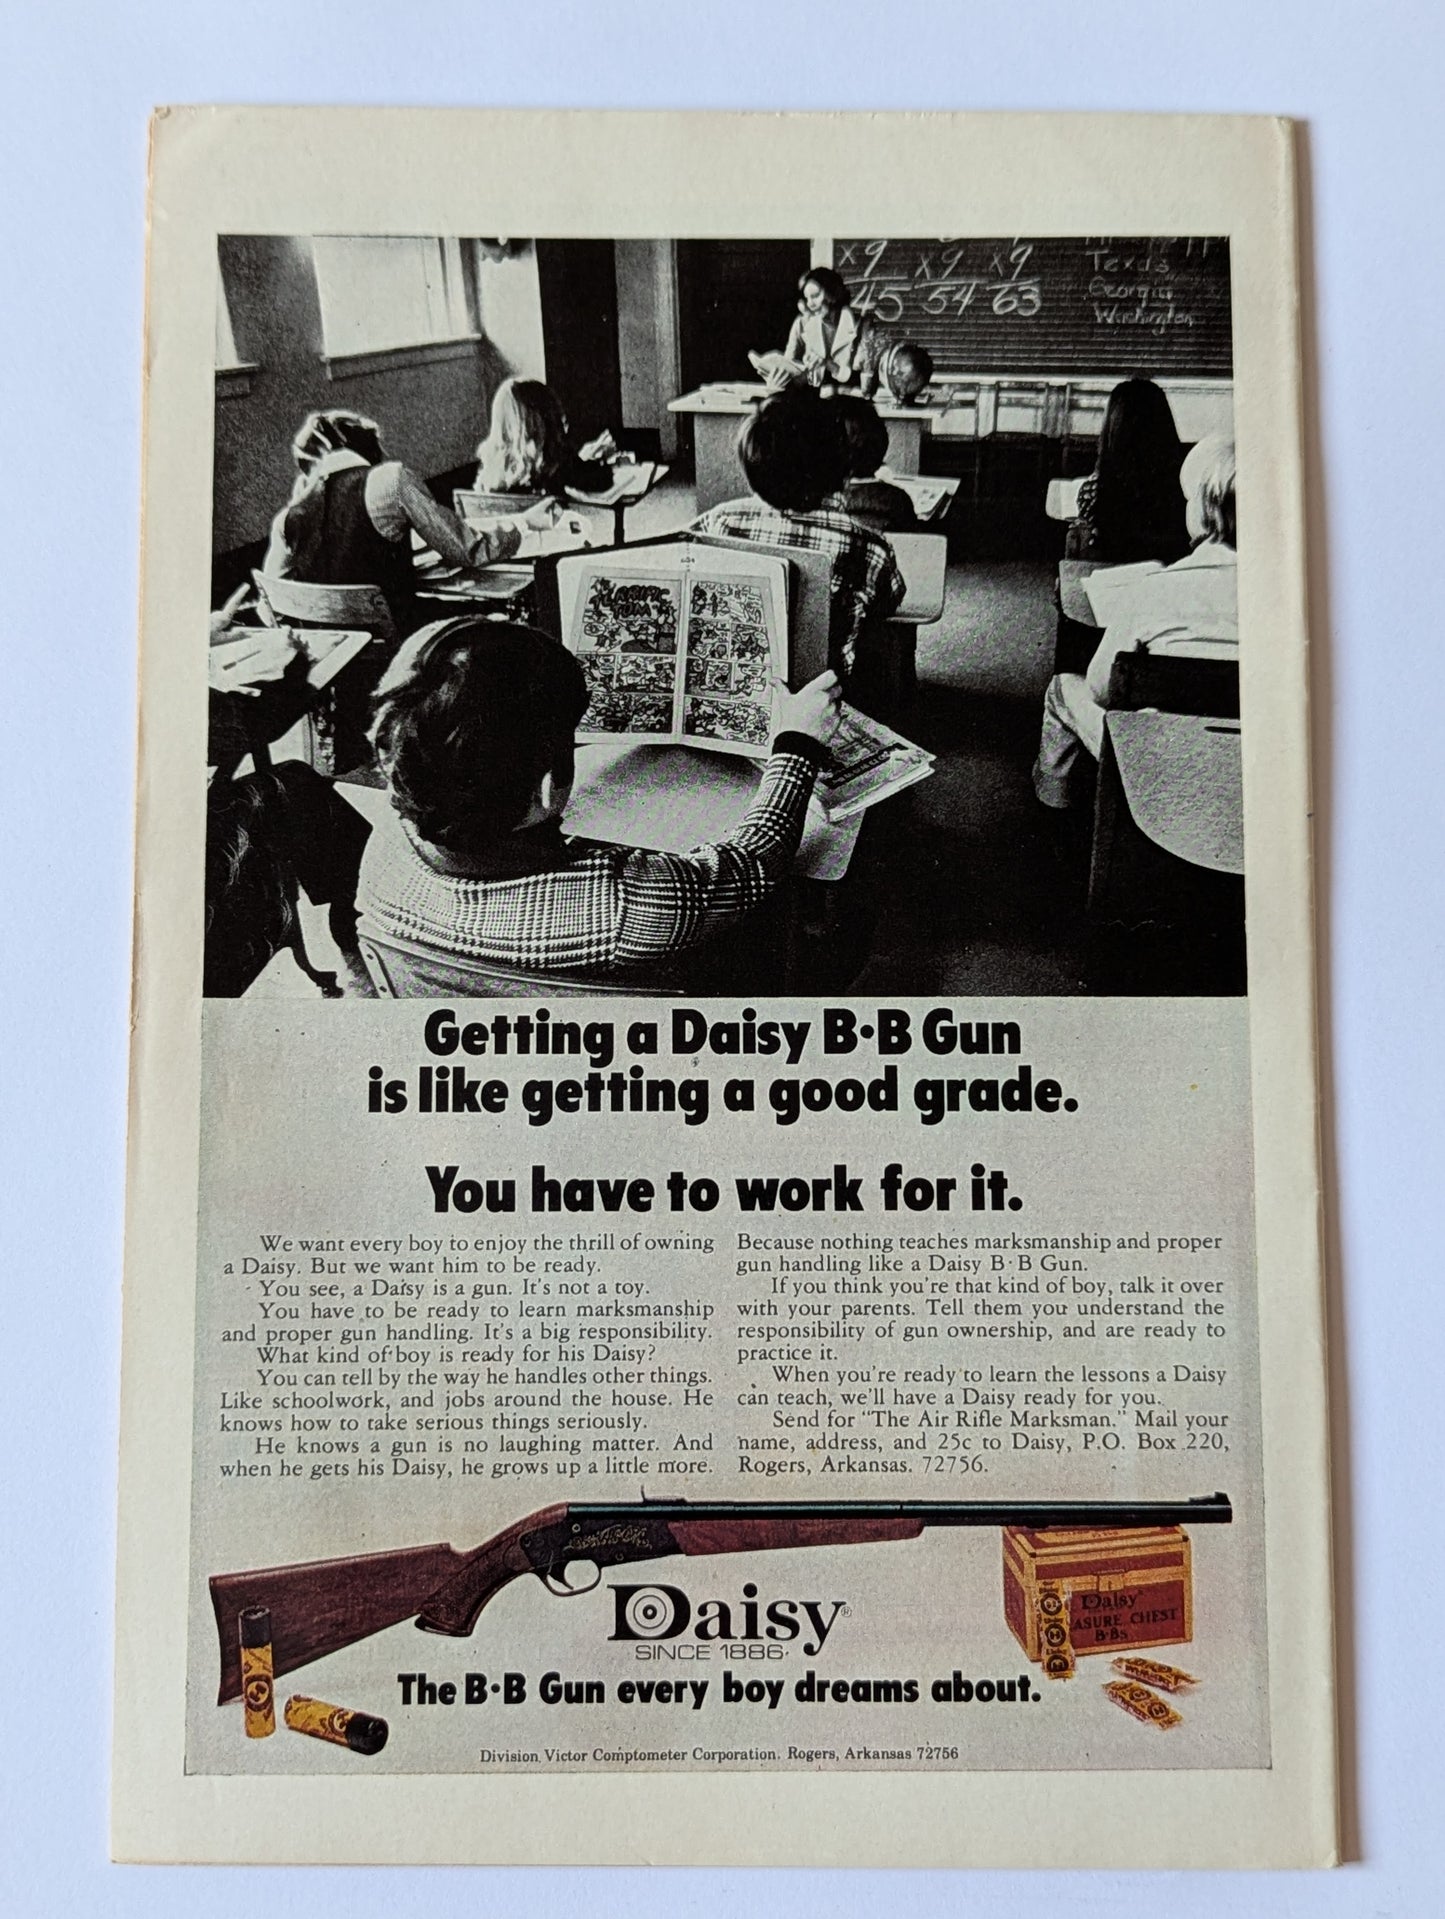 ×9 ×9 ×9
45 54 63
Texas
Georgia
Washington
TERRIFIC
TOM
Getting a Daisy B·B Gun
is like getting a good grade.
You have to work for it.
We want every boy to enjoy the thrill of owning
a Daisy. But we want him to be ready.
You see, a Daisy is a gun. It's not a toy.
You have to be ready to learn marksmanship
and proper gun handling. It's a big responsibility.
What kind of boy is ready for his Daisy?
You can tell by the way he handles other things.
Like schoolwork, and jobs around the house. He
knows how to take serious things seriously.
He knows a gun is no laughing matter. And
when he gets his Daisy, he grows up a little more.
Because nothing teaches marksmanship and proper
gun handling like a Daisy B·B Gun.
If you think you're that kind of boy, talk it over
with your parents. Tell them you understand the
responsibility of gun ownership, and are ready to
practice it.
When you're ready to learn the lessons a Daisy
can teach, we'll have a Daisy ready for you.
Send for "The Air Rifle Marksman." Mail your
name, address, and 25c to Daisy, P.O. Box 220,
Rogers, Arkansas. 72756.
Daisy®
SINCE 1886
Daisy
ASURE CHEST
B·Bs
The B·B Gun every boy dreams about.
Division Victor Comptometer Corporation. Rogers, Arkansas 72756